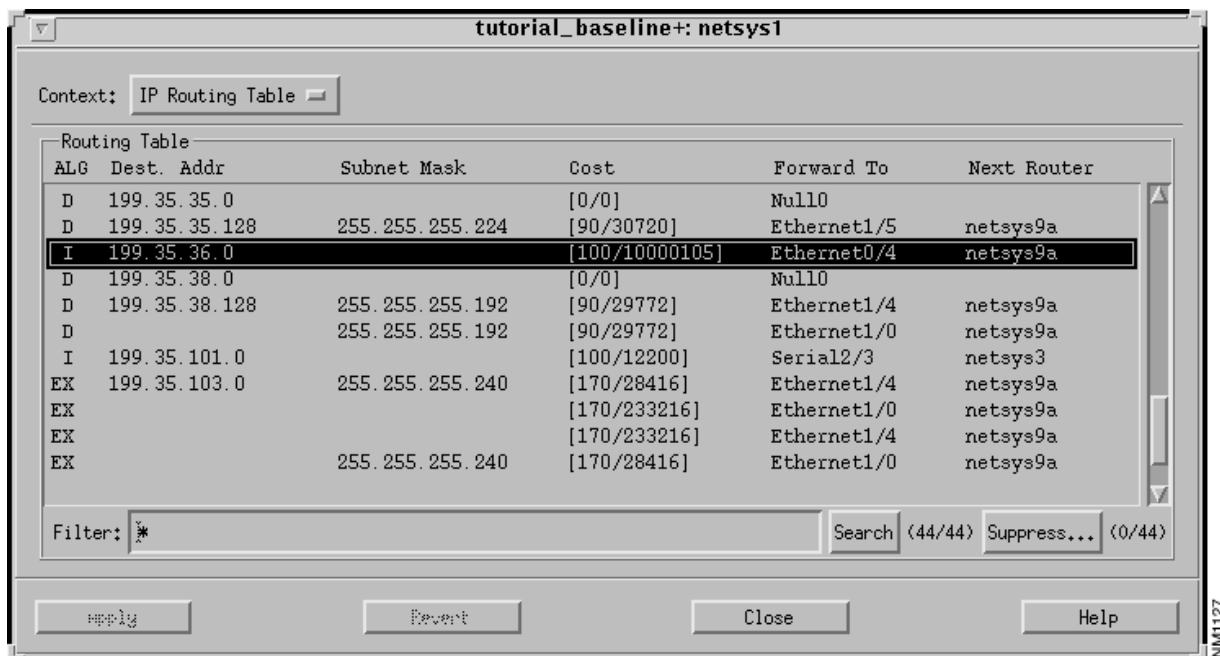 tutorial_baseline+: netsys1
Context: IP Routing Table
Routing Table
ALG Dest. Addr Subnet Mask Cost Forward To Next Router
D 199.35.35.0 [0/0] Null0
D 199.35.35.128 255.255.255.224 [90/30720] Ethernet1/5 netsys9a
I 199.35.36.0 [100/10000105] Ethernet0/4 netsys9a
D 199.35.38.0 [0/0] Null0
D 199.35.38.128 255.255.255.192 [90/29772] Ethernet1/4 netsys9a
D 255.255.255.192 [90/29772] Ethernet1/0 netsys9a
I 199.35.101.0 [100/12200] Serial2/3 netsys3
EX 199.35.103.0 255.255.255.240 [170/28416] Ethernet1/4 netsys9a
EX [170/233216] Ethernet1/0 netsys9a
EX [170/233216] Ethernet1/4 netsys9a
EX 255.255.255.240 [170/28416] Ethernet1/0 netsys9a
Filter: * Search (44/44) Suppress... (0/44)
Apply Revert Close Help
NM1127